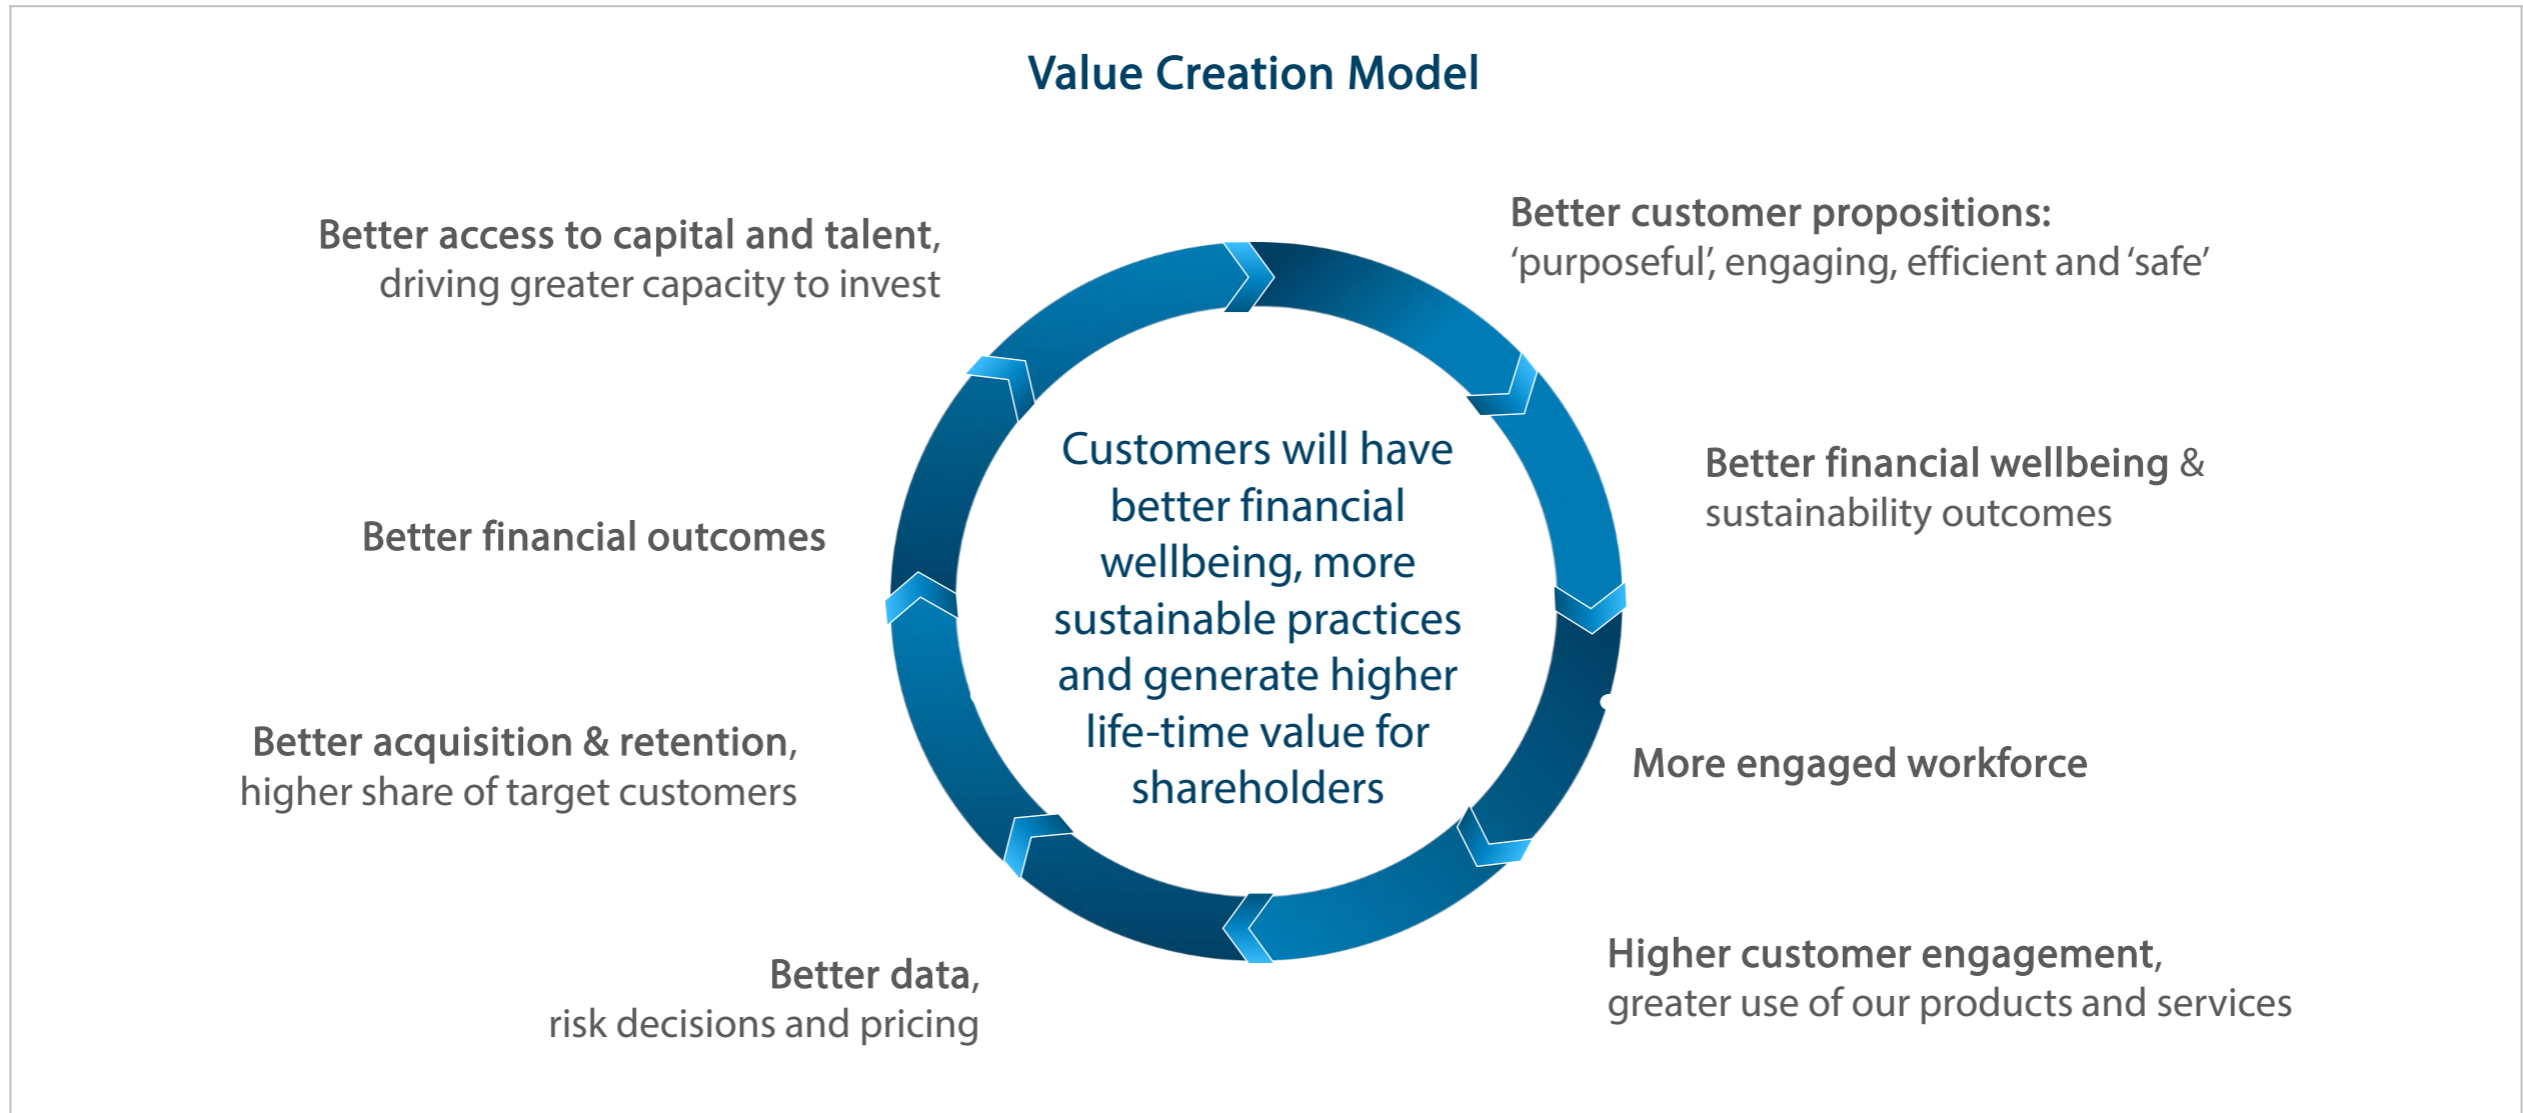 Value Creation Model
Better customer propositions:
‘purposeful’, engaging, efficient and ‘safe’
Better financial wellbeing &
sustainability outcomes
More engaged workforce
Higher customer engagement,
greater use of our products and services
Better data,
risk decisions and pricing
Better acquisition & retention,
higher share of target customers
Better financial outcomes
Better access to capital and talent,
driving greater capacity to invest
Customers will have
better financial
wellbeing, more
sustainable practices
and generate higher
life-time value for
shareholders